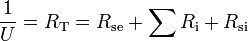 1/U = R_T = R_se + ∑ R_i + R_si